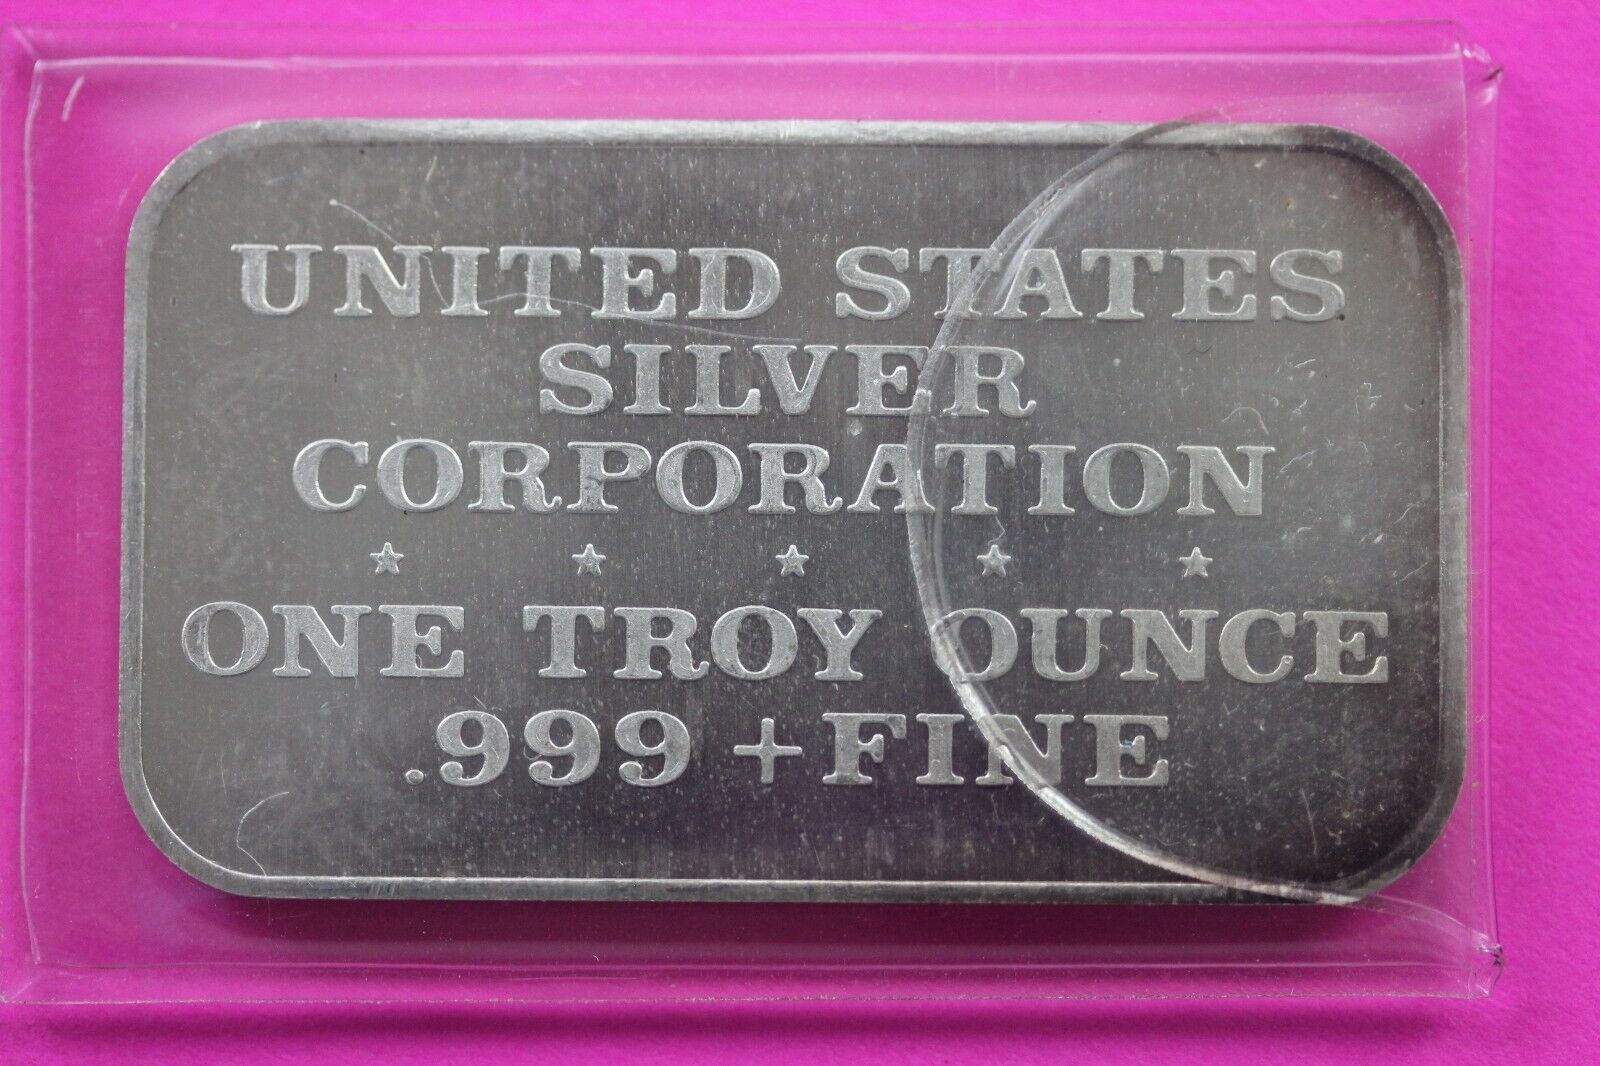 UNITED STATES
SILVER
CORPORATION
★ ★ ★ ★ ★
ONE TROY OUNCE
.999 + FINE